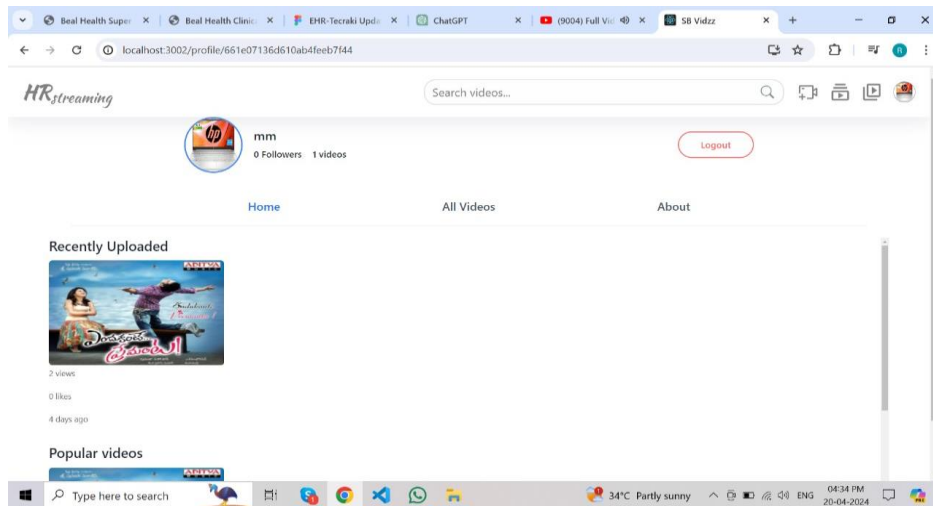 Beal Health Super
Beal Health Clinic
EHR-Tecraki Upda
ChatGPT
(9004) Full Vid
SB Vidzz
localhost:3002/profile/661e07136d610ab4feeb7f44
HRstreaming
Search videos...
hp
mm
0 Followers 1 videos
Logout
Home
All Videos
About
Recently Uploaded
ADITYA
ఎందుకంటే
ప్రేమంట!
2 views
0 likes
4 days ago
Popular videos
ADITYA
Type here to search
34°C Partly sunny
ENG
04:34 PM
20-04-2024